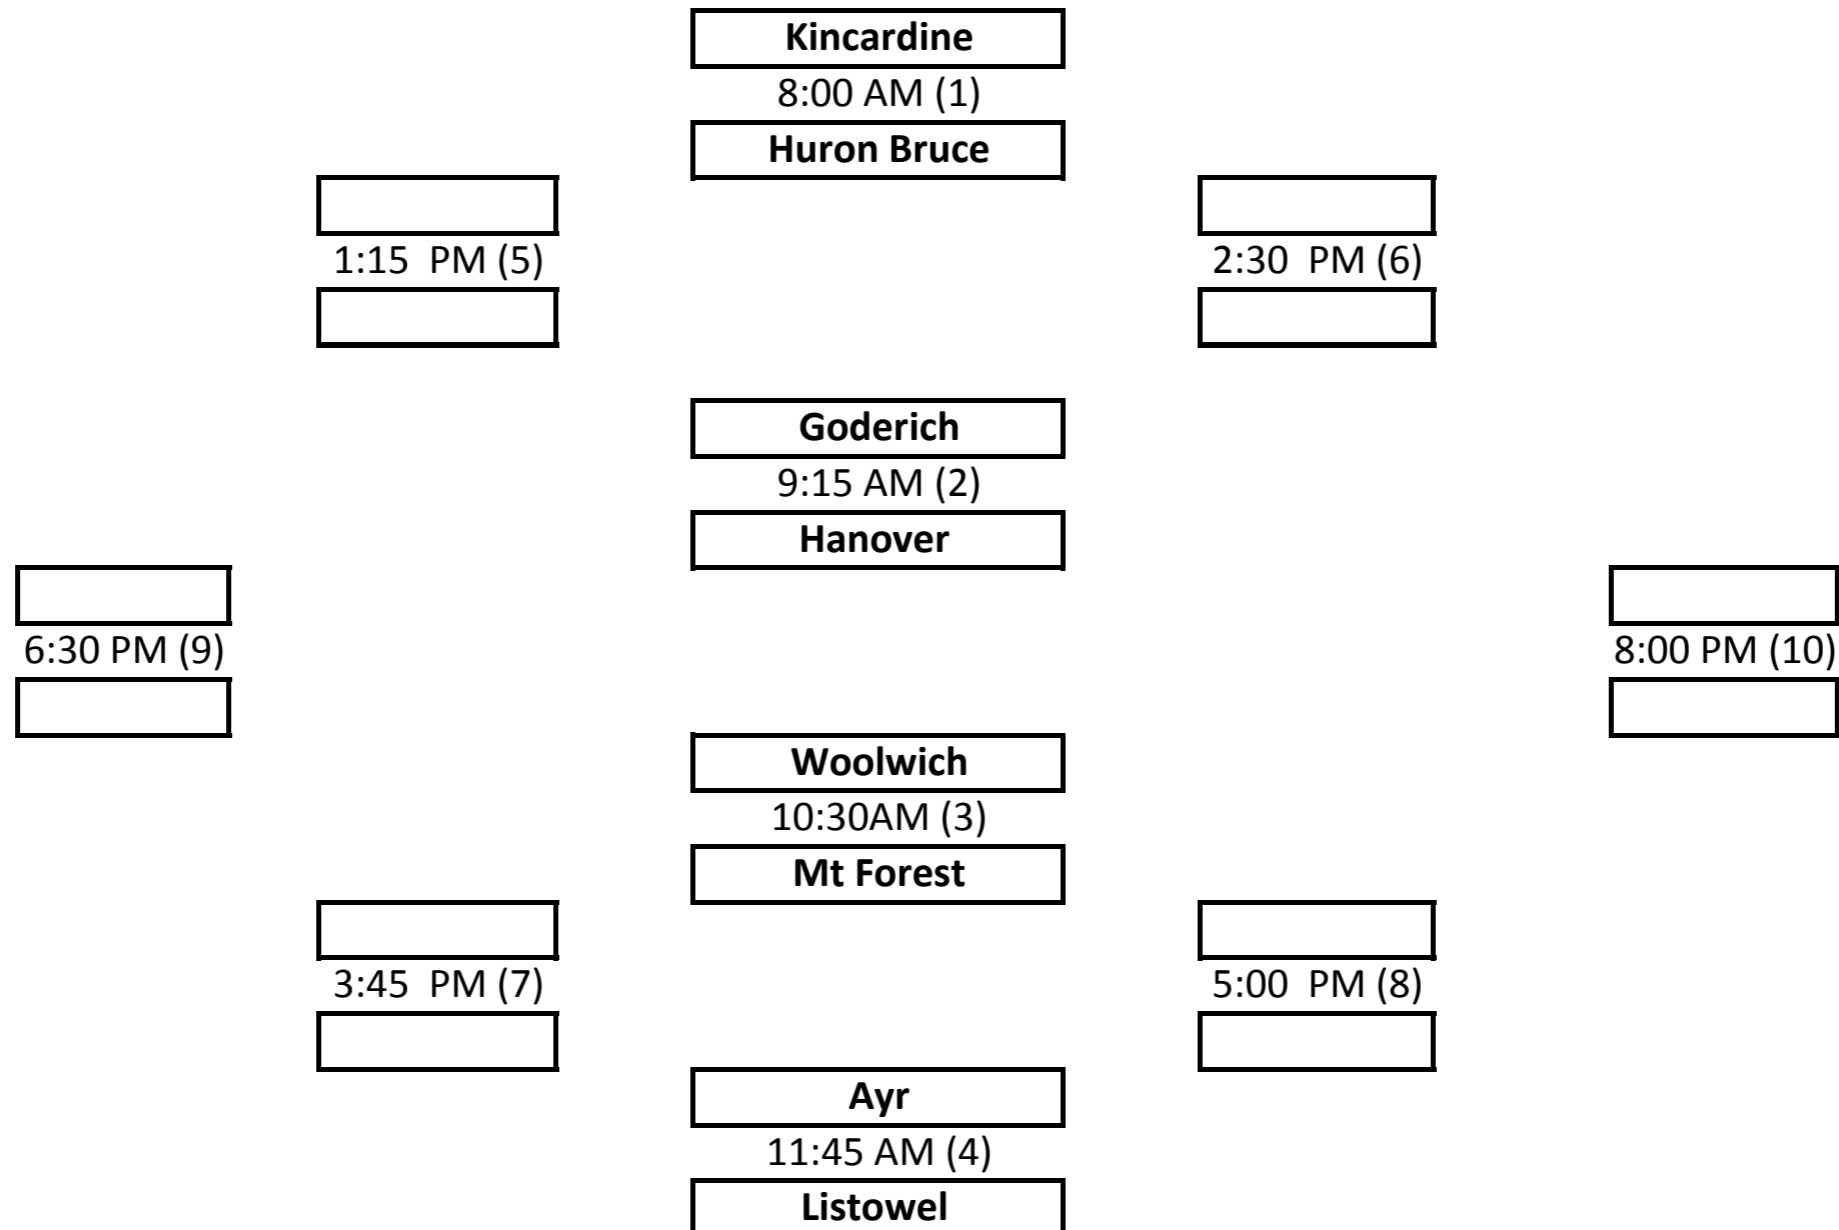 Kincardine
8:00 AM (1)
Huron Bruce
1:15  PM (5)
2:30  PM (6)
Goderich
9:15 AM (2)
Hanover
6:30 PM (9)
8:00 PM (10)
Woolwich
10:30AM (3)
Mt Forest
3:45  PM (7)
5:00  PM (8)
Ayr
11:45 AM (4)
Listowel